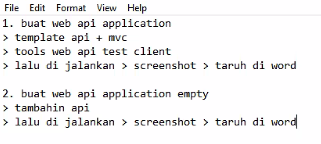 File Edit Format View Help
1. buat web api application
> template api + mvc
> tools web api test client
> lalu di jalankan > screenshot > taruh di word
2. buat web api application empty
> tambahin api
> lalu di jalankan > screenshot > taruh di word